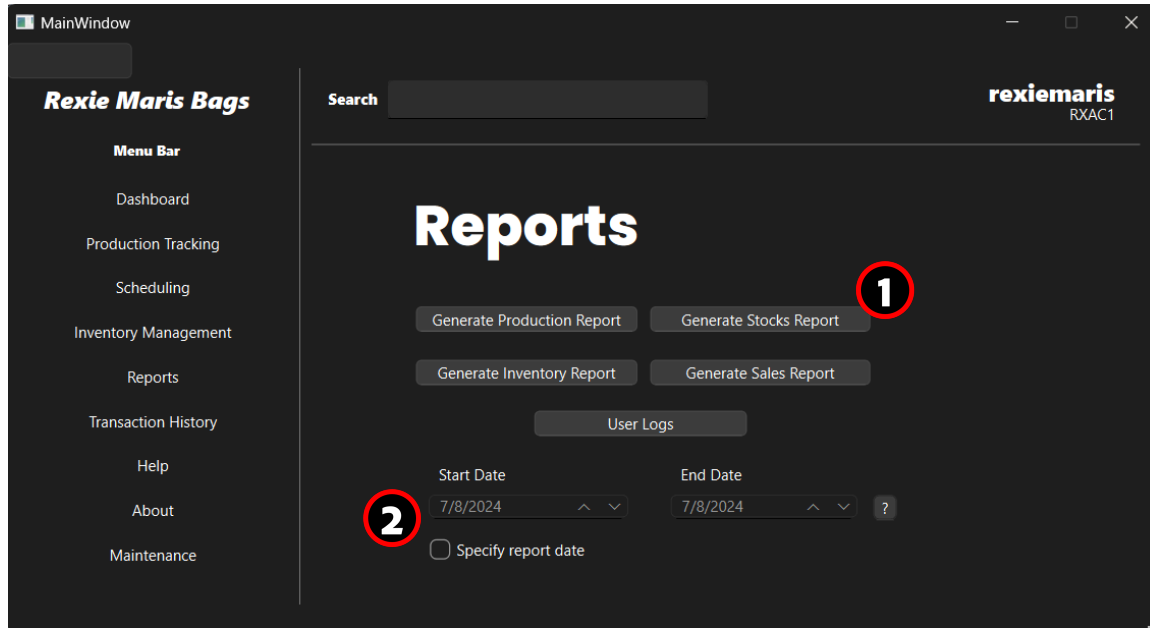 MainWindow
Rexie Maris Bags
Menu Bar
Dashboard
Production Tracking
Scheduling
Inventory Management
Reports
Transaction History
Help
About
Maintenance
Search
rexiemaris
RXAC1
Reports
1
Generate Production Report Generate Stocks Report
Generate Inventory Report Generate Sales Report
User Logs
Start Date End Date
2
7/8/2024 7/8/2024 ?
Specify report date